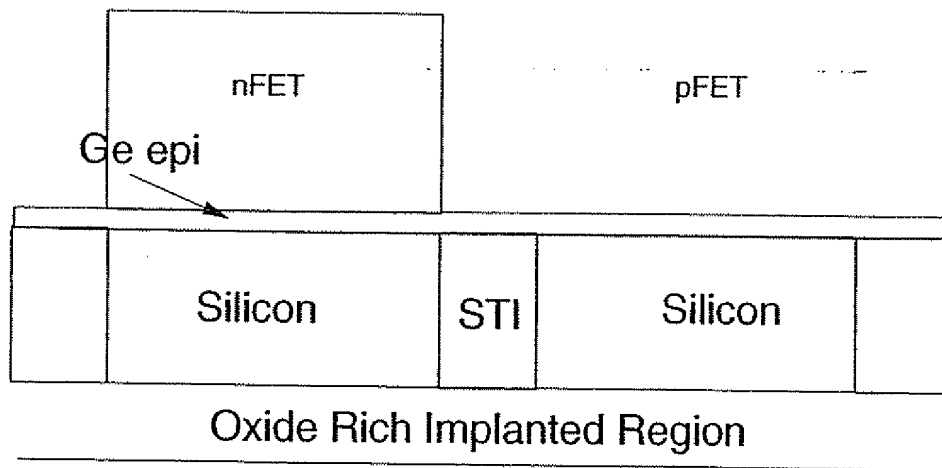 nFET
pFET
Ge epi
Silicon
STI
Silicon
Oxide Rich Implanted Region